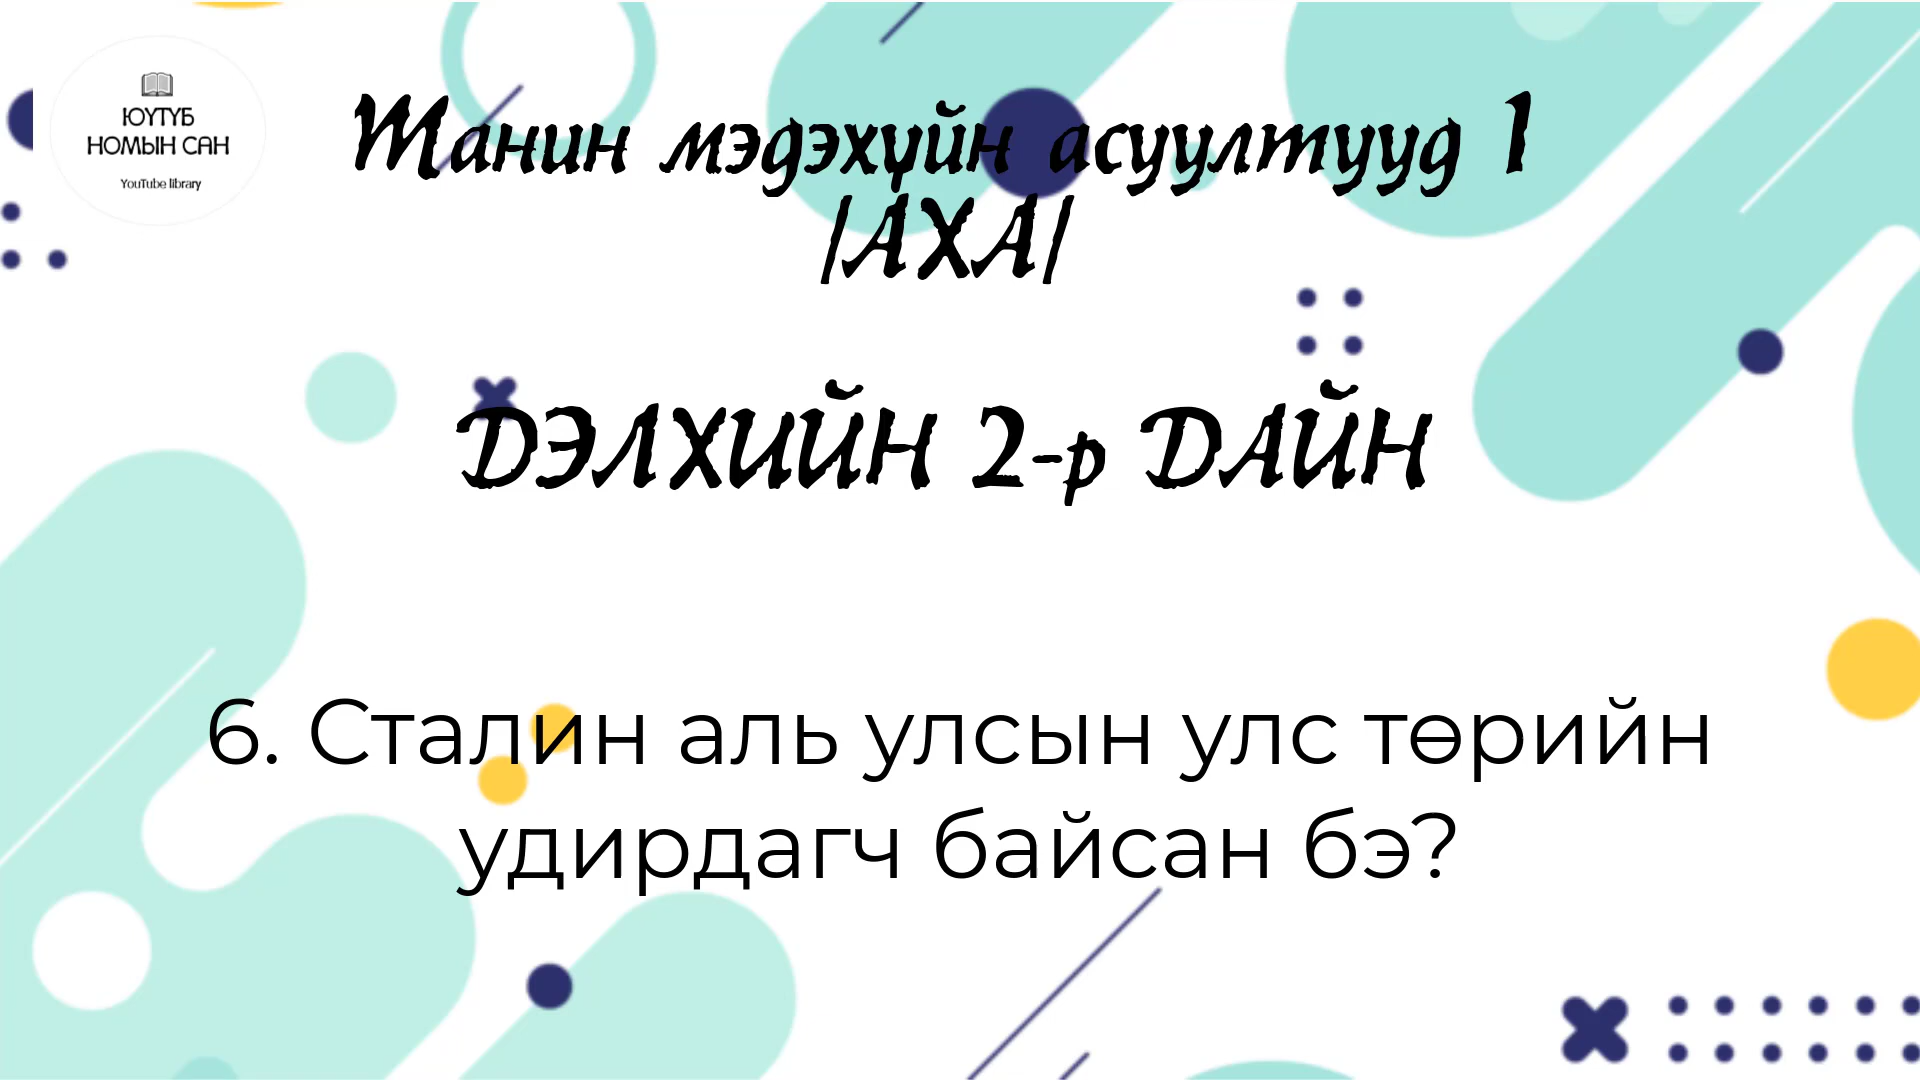 ЮУТУБ
НОМЫН САН
YouTube library
Танин мэдэхүйн асуултууд 1
|АХА|
ДЭЛХИЙН 2-р ДАЙН
6. Сталин аль улсын улс төрийн
удирдагч байсан бэ?